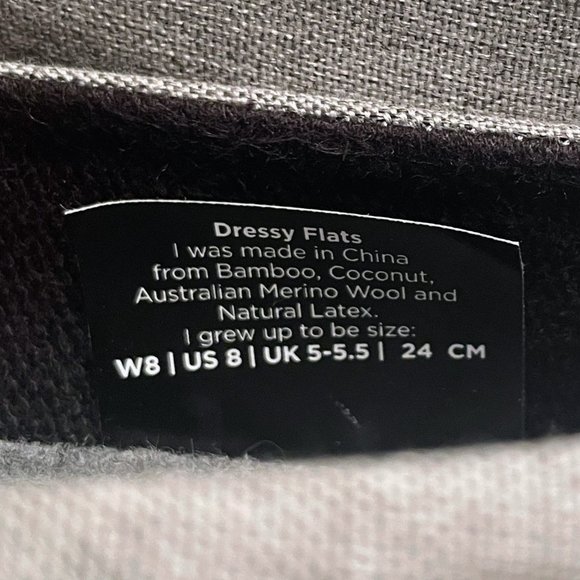 Dressy Flats
I was made in China
from Bamboo, Coconut,
Australian Merino Wool and
Natural Latex.
I grew up to be size:
W8 | US 8 | UK 5-5.5 | 24 CM